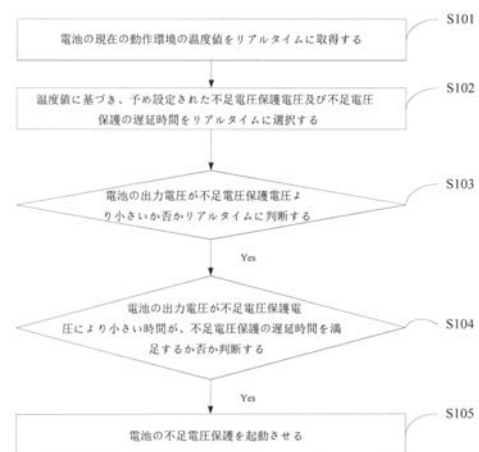 S101
電池の現在の動作環境の温度値をリアルタイムに取得する
S102
温度値に基づき、予め設定された不足電圧保護電圧及び不足電圧
保護の遅延時間をリアルタイムに選択する
S103
電池の出力電圧が不足電圧保護電圧よ
り小さいか否かリアルタイムに判断する
Yes
電池の出力電圧が不足電圧保護電
圧により小さい時間が、不足電圧保護の遅延時間を満
足するか否か判断する
S104
Yes
S105
電池の不足電圧保護を起動させる